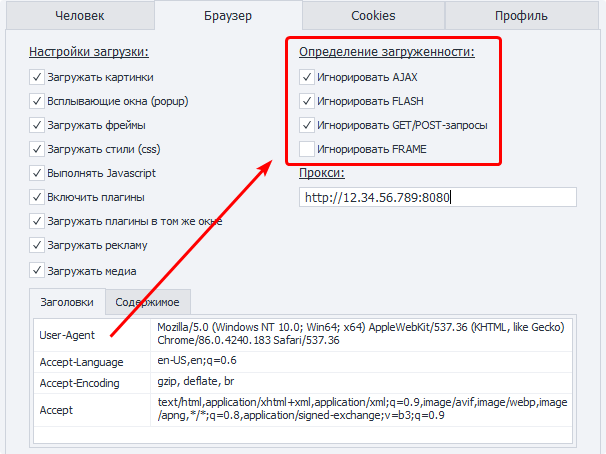 Человек
Браузер
Cookies
Профиль
Настройки загрузки:
Загружать картинки
Всплывающие окна (popup)
Загружать фреймы
Загружать стили (css)
Выполнять Javascript
Включить плагины
Загружать плагины в том же окне
Загружать рекламу
Загружать медиа
Определение загруженности:
Игнорировать AJAX
Игнорировать FLASH
Игнорировать GET/POST-запросы
Игнорировать FRAME
Прокси:
http://12.34.56.789:8080
Заголовки
Содержимое
User-Agent
Mozilla/5.0 (Windows NT 10.0; Win64; x64) AppleWebKit/537.36 (KHTML, like Gecko)
Chrome/86.0.4240.183 Safari/537.36
Accept-Language
en-US,en;q=0.6
Accept-Encoding
gzip, deflate, br
Accept
text/html,application/xhtml+xml,application/xml;q=0.9,image/avif,image/webp,image
/apng,*/*;q=0.8,application/signed-exchange;v=b3;q=0.9